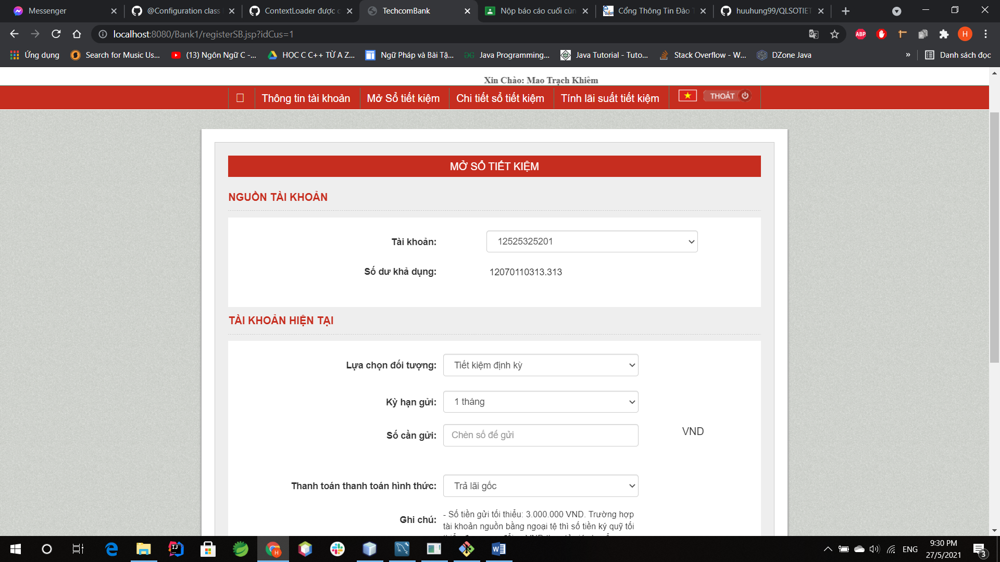 Messenger
@Configuration class
ContextLoader được c
TechcomBank
Nộp báo cáo cuối cùn
Cổng Thông Tin Đào T
huuhung99/QLSOTIET
localhost:8080/Bank1/registerSB.jsp?idCus=1
ABP
H
Ứng dụng
Search for Music Us...
(13) Ngôn Ngữ C -...
HỌC C C++ TỪ A Z...
Ngữ Pháp và Bài Tậ...
Java Programming...
Java Tutorial - Tuto...
Stack Overflow - W...
DZone Java
»
Danh sách đọc
Xin Chào: Mao Trạch Khiêm
Thông tin tài khoản
Mở Sổ tiết kiệm
Chi tiết sổ tiết kiệm
Tính lãi suất tiết kiệm
THOÁT
MỞ SỔ TIẾT KIỆM
NGUỒN TÀI KHOẢN
Tài khoản:
12525325201
Số dư khả dụng:
12070110313.313
TÀI KHOẢN HIỆN TẠI
Lựa chọn đối tượng:
Tiết kiệm định kỳ
Kỳ hạn gửi:
1 tháng
Số cần gửi:
Chèn số để gửi
VND
Thanh toán thanh toán hình thức:
Trả lãi gốc
Ghi chú:
- Số tiền gửi tối thiểu: 3.000.000 VND. Trường hợp
tài khoản nguồn bằng ngoại tệ thì số tiền ký quỹ tối
ENG
9:30 PM
27/5/2021
3